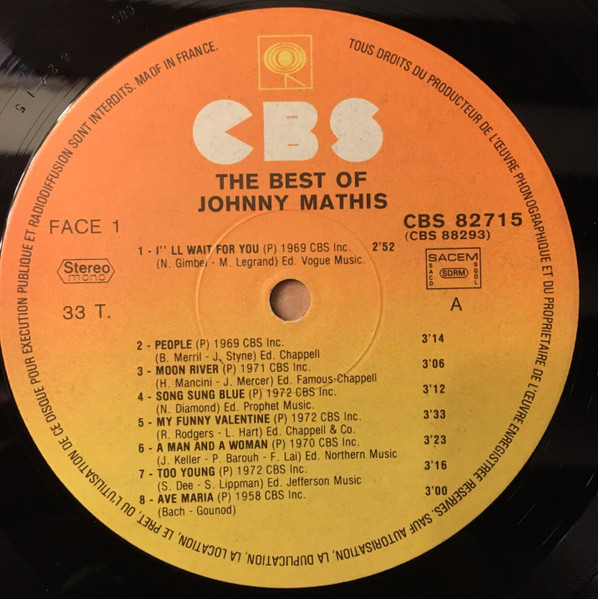 TOUS DROITS DU PRODUCTEUR DE L'ŒUVRE PHONOGRAPHIQUE ET DU PROPRIETAIRE DE L'ŒUVRE ENREGISTREE RESERVES. SAUF AUTORISATION, LA DUPLICATION, LA LOCATION, LE PRET, OU L'UTILISATION DE CE DISQUE POUR EXECUTION PUBLIQUE ET RADIODIFFUSION SONT INTERDITS. MADF IN FRANCE.
CBS
THE BEST OF
JOHNNY MATHIS
FACE 1
CBS 82715
(CBS 88293)
Stereo
mono
SACEM
SACD
SDRM
SGDL
33 T.
A
1 - I'' LL WAIT FOR YOU (P) 1969 CBS Inc. 2'52
(N. Gimbel - M. Legrand) Ed. Vogue Music.
2 - PEOPLE (P) 1969 CBS Inc. 3'14
(B. Merril - J. Styne) Ed. Chappell
3 - MOON RIVER (P) 1971 CBS Inc. 3'06
(H. Mancini - J. Mercer) Ed. Famous-Chappell
4 - SONG SUNG BLUE (P) 1972 CBS Inc. 3'12
(N. Diamond) Ed. Prophet Music.
5 - MY FUNNY VALENTINE (P) 1972 CBS Inc. 3'33
(R. Rodgers - L. Hart) Ed. Chappell & Co.
6 - A MAN AND A WOMAN (P) 1970 CBS Inc. 3'23
(J. Keller - P. Barouh - F. Lai) Ed. Northern Music
7 - TOO YOUNG (P) 1972 CBS Inc. 3'16
(S. Dee - S. Lippman) Ed. Jefferson Music
8 - AVE MARIA (P) 1958 CBS Inc. 3'00
(Bach - Gounod)